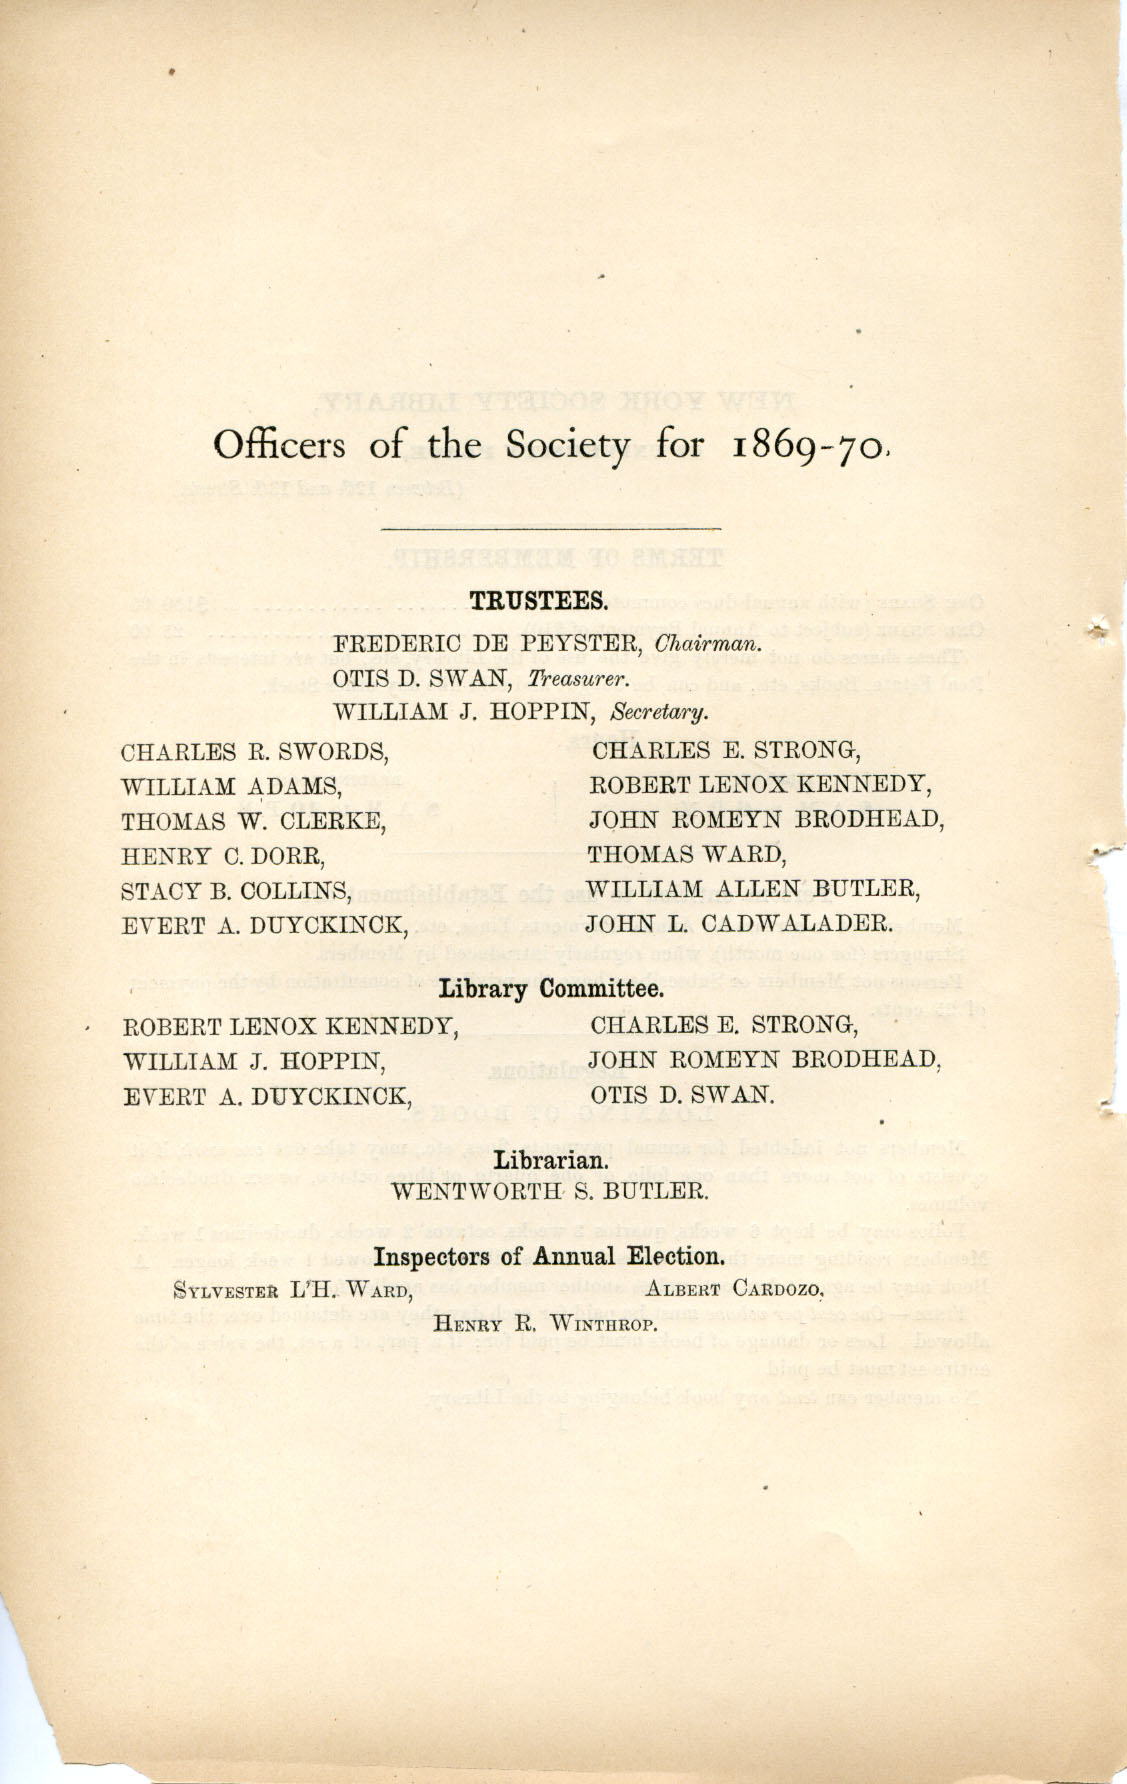 Officers of the Society for 1869-70.
TRUSTEES.
FREDERIC DE PEYSTER, Chairman.
OTIS D. SWAN, Treasurer.
WILLIAM J. HOPPIN, Secretary.
CHARLES R. SWORDS, CHARLES E. STRONG,
WILLIAM ADAMS, ROBERT LENOX KENNEDY,
THOMAS W. CLERKE, JOHN ROMEYN BRODHEAD,
HENRY C. DORR, THOMAS WARD,
STACY B. COLLINS, WILLIAM ALLEN BUTLER,
EVERT A. DUYCKINCK, JOHN L. CADWALADER.
Library Committee.
ROBERT LENOX KENNEDY, CHARLES E. STRONG,
WILLIAM J. HOPPIN, JOHN ROMEYN BRODHEAD,
EVERT A. DUYCKINCK, OTIS D. SWAN.
Librarian.
WENTWORTH S. BUTLER.
Inspectors of Annual Election.
SYLVESTER L'H. WARD, ALBERT CARDOZO,
HENRY R. WINTHROP.